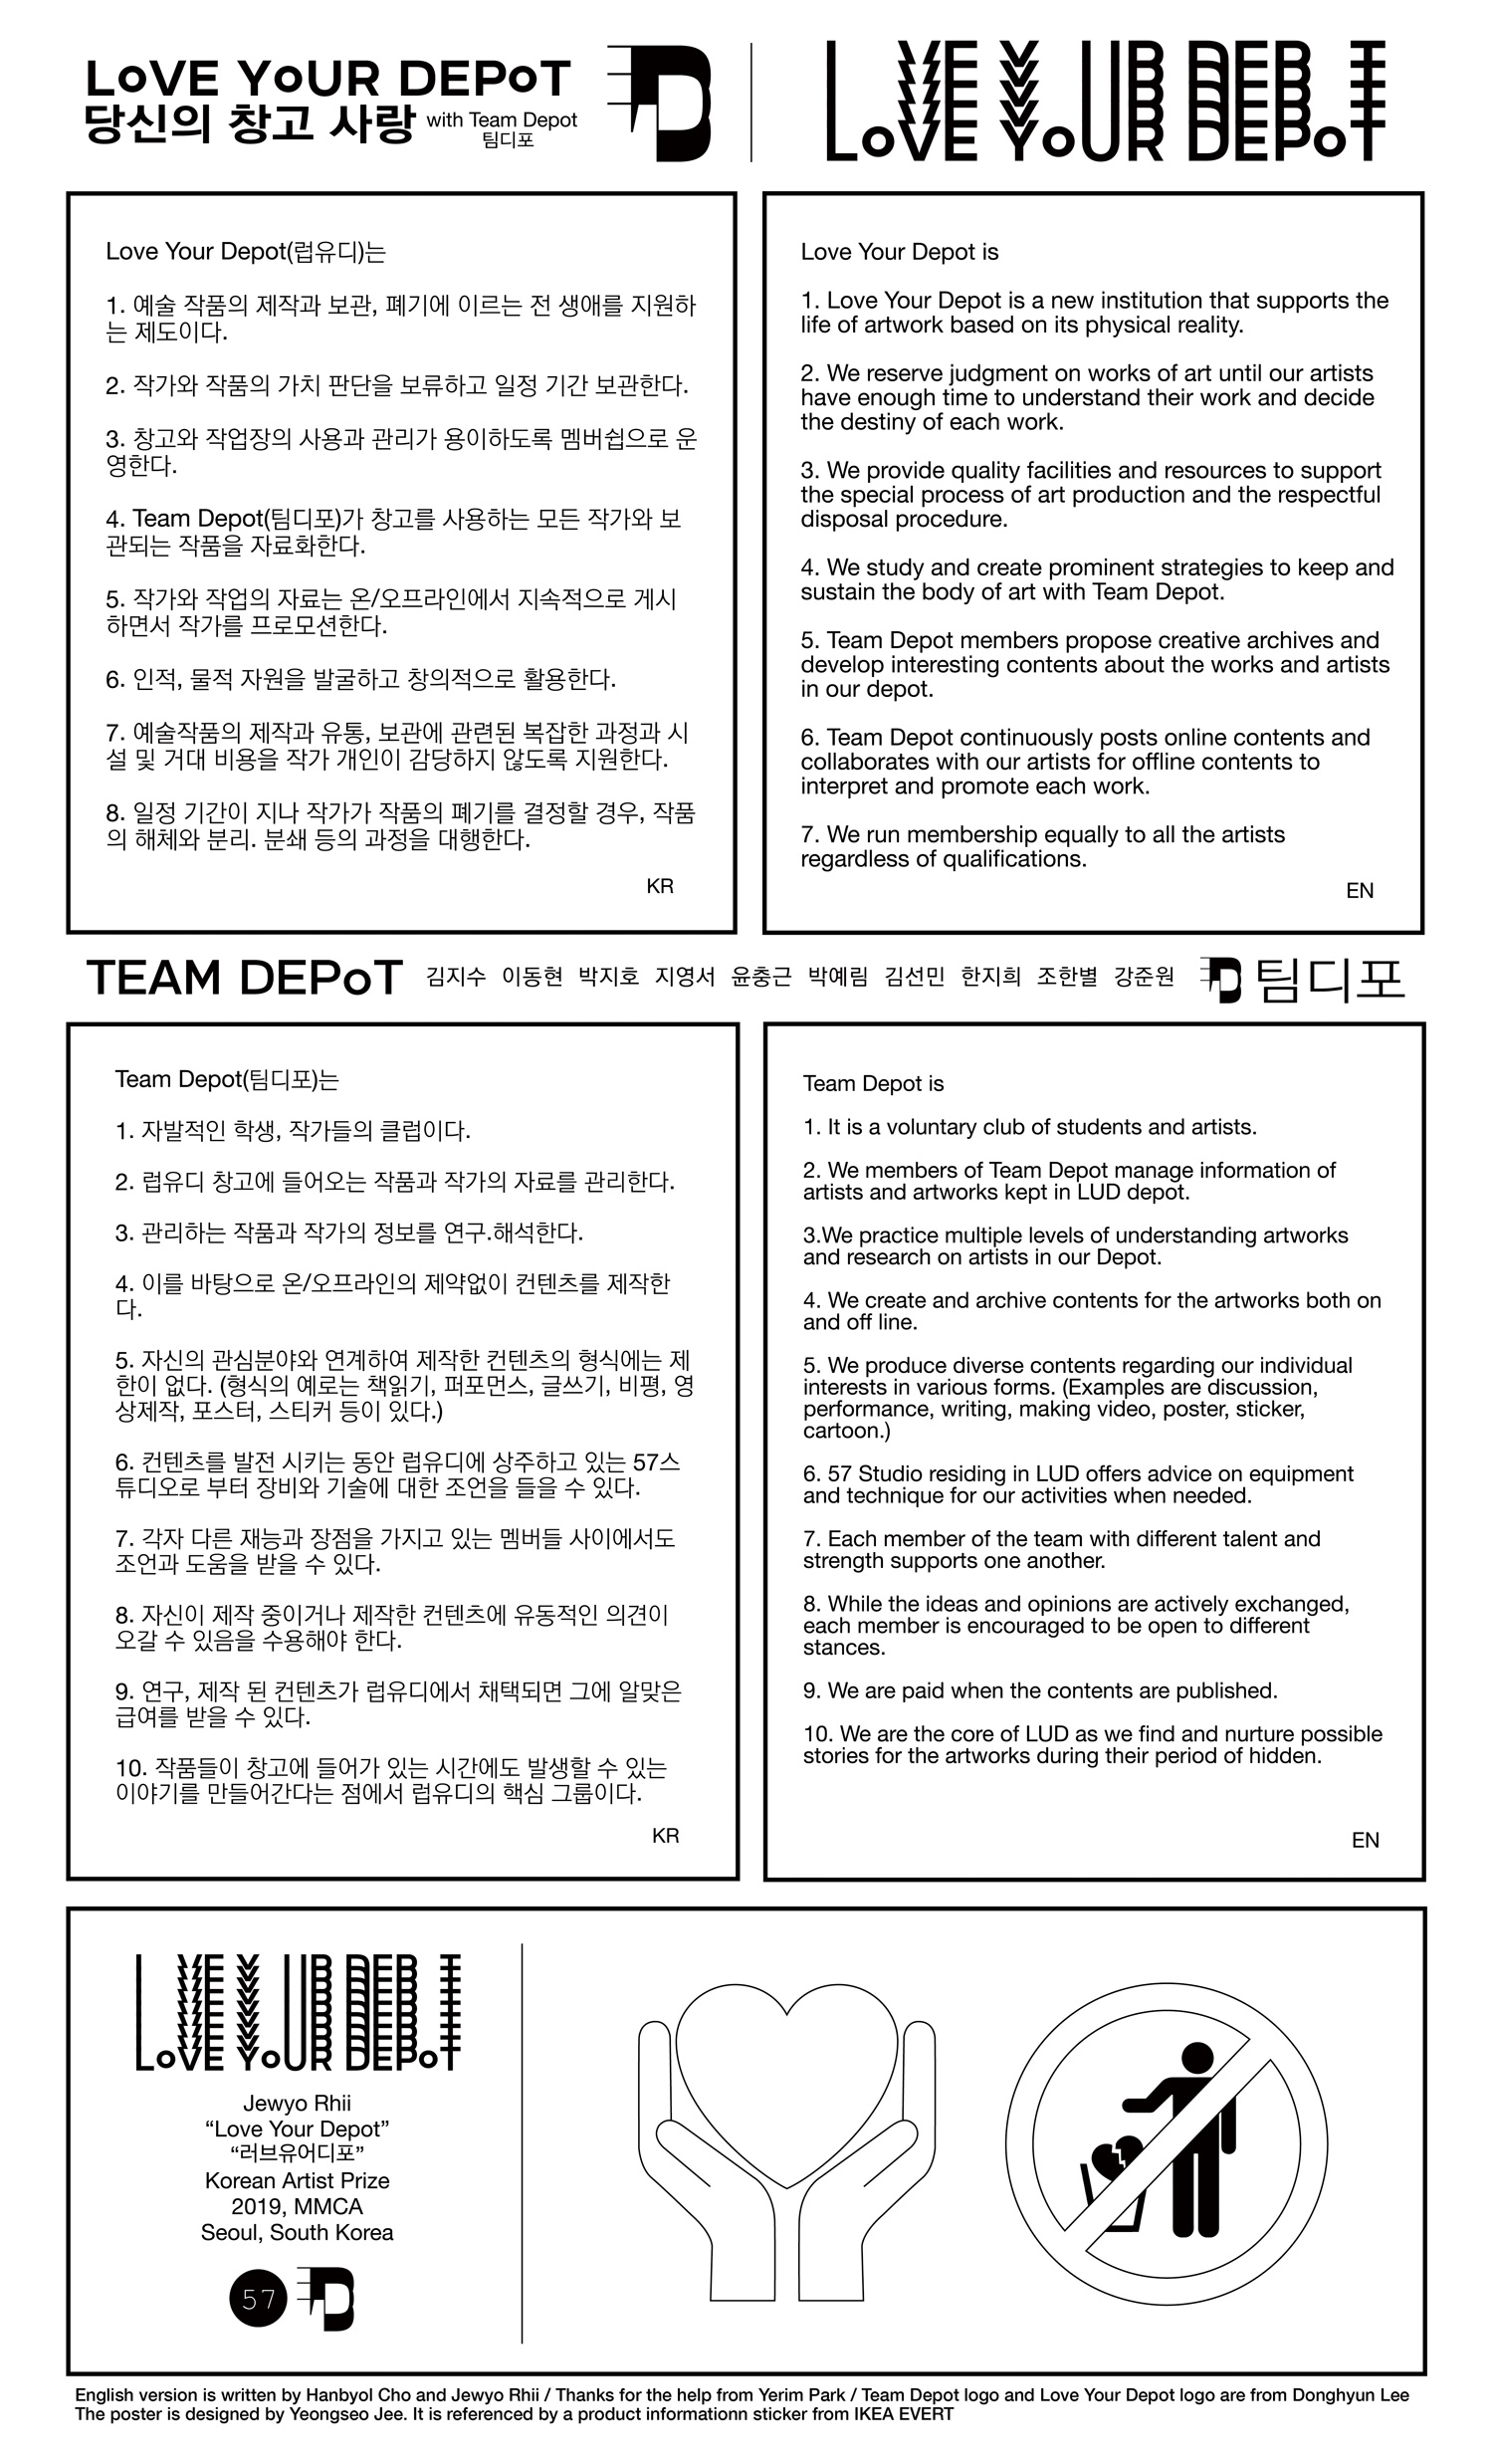 LoVE YoUR DEPoT
당신의 창고 사랑 with Team Depot
팀디포
D
LoVE YoUR DEPoT
Love Your Depot(럽유디)는
1. 예술 작품의 제작과 보관, 폐기에 이르는 전 생애를 지원하
는 제도이다.
2. 작가와 작품의 가치 판단을 보류하고 일정 기간 보관한다.
3. 창고와 작업장의 사용과 관리가 용이하도록 멤버쉽으로 운
영한다.
4. Team Depot(팀디포)가 창고를 사용하는 모든 작가와 보
관되는 작품을 자료화한다.
5. 작가와 작업의 자료는 온/오프라인에서 지속적으로 게시
하면서 작가를 프로모션한다.
6. 인적, 물적 자원을 발굴하고 창의적으로 활용한다.
7. 예술작품의 제작과 유통, 보관에 관련된 복잡한 과정과 시
설 및 거대 비용을 작가 개인이 감당하지 않도록 지원한다.
8. 일정 기간이 지나 작가가 작품의 폐기를 결정할 경우, 작품
의 해체와 분리. 분쇄 등의 과정을 대행한다.
KR
Love Your Depot is
1. Love Your Depot is a new institution that supports the
life of artwork based on its physical reality.
2. We reserve judgment on works of art until our artists
have enough time to understand their work and decide
the destiny of each work.
3. We provide quality facilities and resources to support
the special process of art production and the respectful
disposal procedure.
4. We study and create prominent strategies to keep and
sustain the body of art with Team Depot.
5. Team Depot members propose creative archives and
develop interesting contents about the works and artists
in our depot.
6. Team Depot continuously posts online contents and
collaborates with our artists for offline contents to
interpret and promote each work.
7. We run membership equally to all the artists
regardless of qualifications.
EN
TEAM DEPoT 김지수 이동현 박지호 지영서 윤충근 박예림 김선민 한지희 조한별 강준원 D 팀디포
Team Depot(팀디포)는
1. 자발적인 학생, 작가들의 클럽이다.
2. 럽유디 창고에 들어오는 작품과 작가의 자료를 관리한다.
3. 관리하는 작품과 작가의 정보를 연구.해석한다.
4. 이를 바탕으로 온/오프라인의 제약없이 컨텐츠를 제작한
다.
5. 자신의 관심분야와 연계하여 제작한 컨텐츠의 형식에는 제
한이 없다. (형식의 예로는 책읽기, 퍼포먼스, 글쓰기, 비평, 영
상제작, 포스터, 스티커 등이 있다.)
6. 컨텐츠를 발전 시키는 동안 럽유디에 상주하고 있는 57스
튜디오로 부터 장비와 기술에 대한 조언을 들을 수 있다.
7. 각자 다른 재능과 장점을 가지고 있는 멤버들 사이에서도
조언과 도움을 받을 수 있다.
8. 자신이 제작 중이거나 제작한 컨텐츠에 유동적인 의견이
오갈 수 있음을 수용해야 한다.
9. 연구, 제작 된 컨텐츠가 럽유디에서 채택되면 그에 알맞은
급여를 받을 수 있다.
10. 작품들이 창고에 들어가 있는 시간에도 발생할 수 있는
이야기를 만들어간다는 점에서 럽유디의 핵심 그룹이다.
KR
Team Depot is
1. It is a voluntary club of students and artists.
2. We members of Team Depot manage information of
artists and artworks kept in LUD depot.
3.We practice multiple levels of understanding artworks
and research on artists in our Depot.
4. We create and archive contents for the artworks both on
and off line.
5. We produce diverse contents regarding our individual
interests in various forms. (Examples are discussion,
performance, writing, making video, poster, sticker,
cartoon.)
6. 57 Studio residing in LUD offers advice on equipment
and technique for our activities when needed.
7. Each member of the team with different talent and
strength supports one another.
8. While the ideas and opinions are actively exchanged,
each member is encouraged to be open to different
stances.
9. We are paid when the contents are published.
10. We are the core of LUD as we find and nurture possible
stories for the artworks during their period of hidden.
EN
LoVE YoUR DEPoT
Jewyo Rhii
“Love Your Depot”
“러브유어디포”
Korean Artist Prize
2019, MMCA
Seoul, South Korea
57 D
English version is written by Hanbyol Cho and Jewyo Rhii / Thanks for the help from Yerim Park / Team Depot logo and Love Your Depot logo are from Donghyun Lee
The poster is designed by Yeongseo Jee. It is referenced by a product informationn sticker from IKEA EVERT